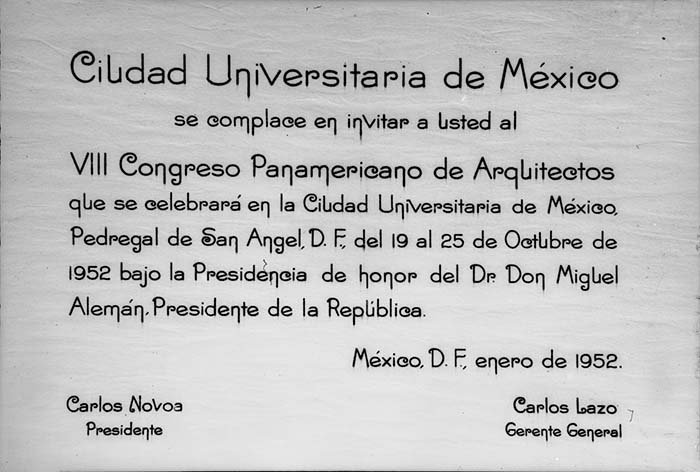 Ciudad Universitaria de México
se complace en invitar a usted al
VIII Congreso Panamericano de Arquitectos
que se celebrará en la Ciudad Universitaria de México,
Pedregal de San Angel, D. F., del 19 al 25 de Octubre de
1952 bajo la Presidencia de honor del Dr. Don Miguel
Alemán, Presidente de la República.
México, D. F., enero de 1952.
Carlos Novoa
Presidente
Carlos Lazo
Gerente General